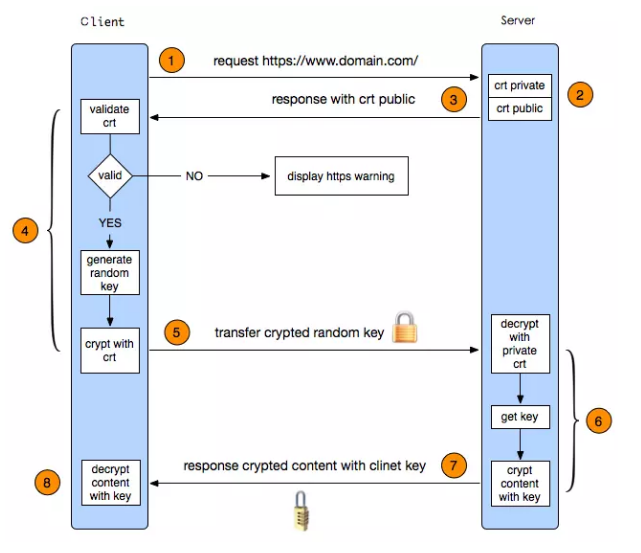 Client
Server
1
request https://www.domain.com/
crt private
2
response with crt public
3
crt public
validate
crt
valid
NO
display https warning
4
YES
generate
random
key
5
transfer crypted random key
decrypt
with
private
crt
crypt with
crt
get key
6
response crypted content with clinet key
7
8
decrypt
content
with key
crypt
content
with key